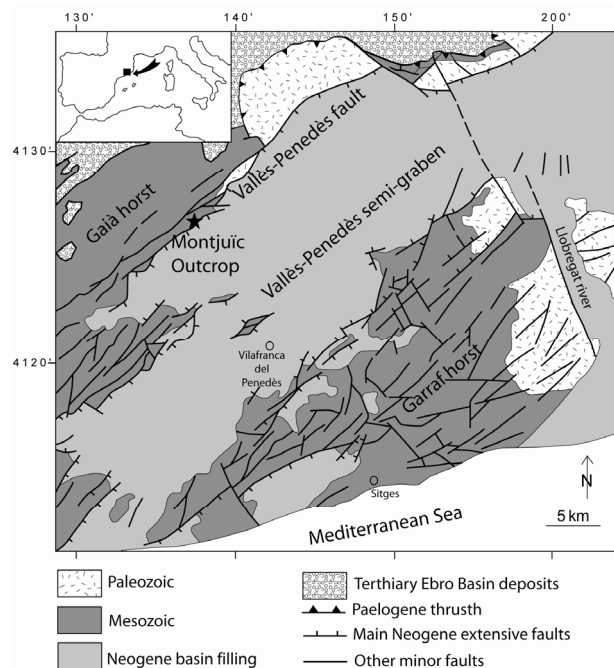 130' 140' 150' 200'
4130'
4120'
Vallès-Penedès fault
Gaià horst
Montjuïc
Outcrop
Vallès-Penedès semi-graben
Llobregat river
Vilafranca
del
Penedès
Garraf horst
Sitges
N
5 km
Mediterranean Sea
Paleozoic
Mesozoic
Neogene basin filling
Terthiary Ebro Basin deposits
Paelogene thrusth
Main Neogene extensive faults
Other minor faults